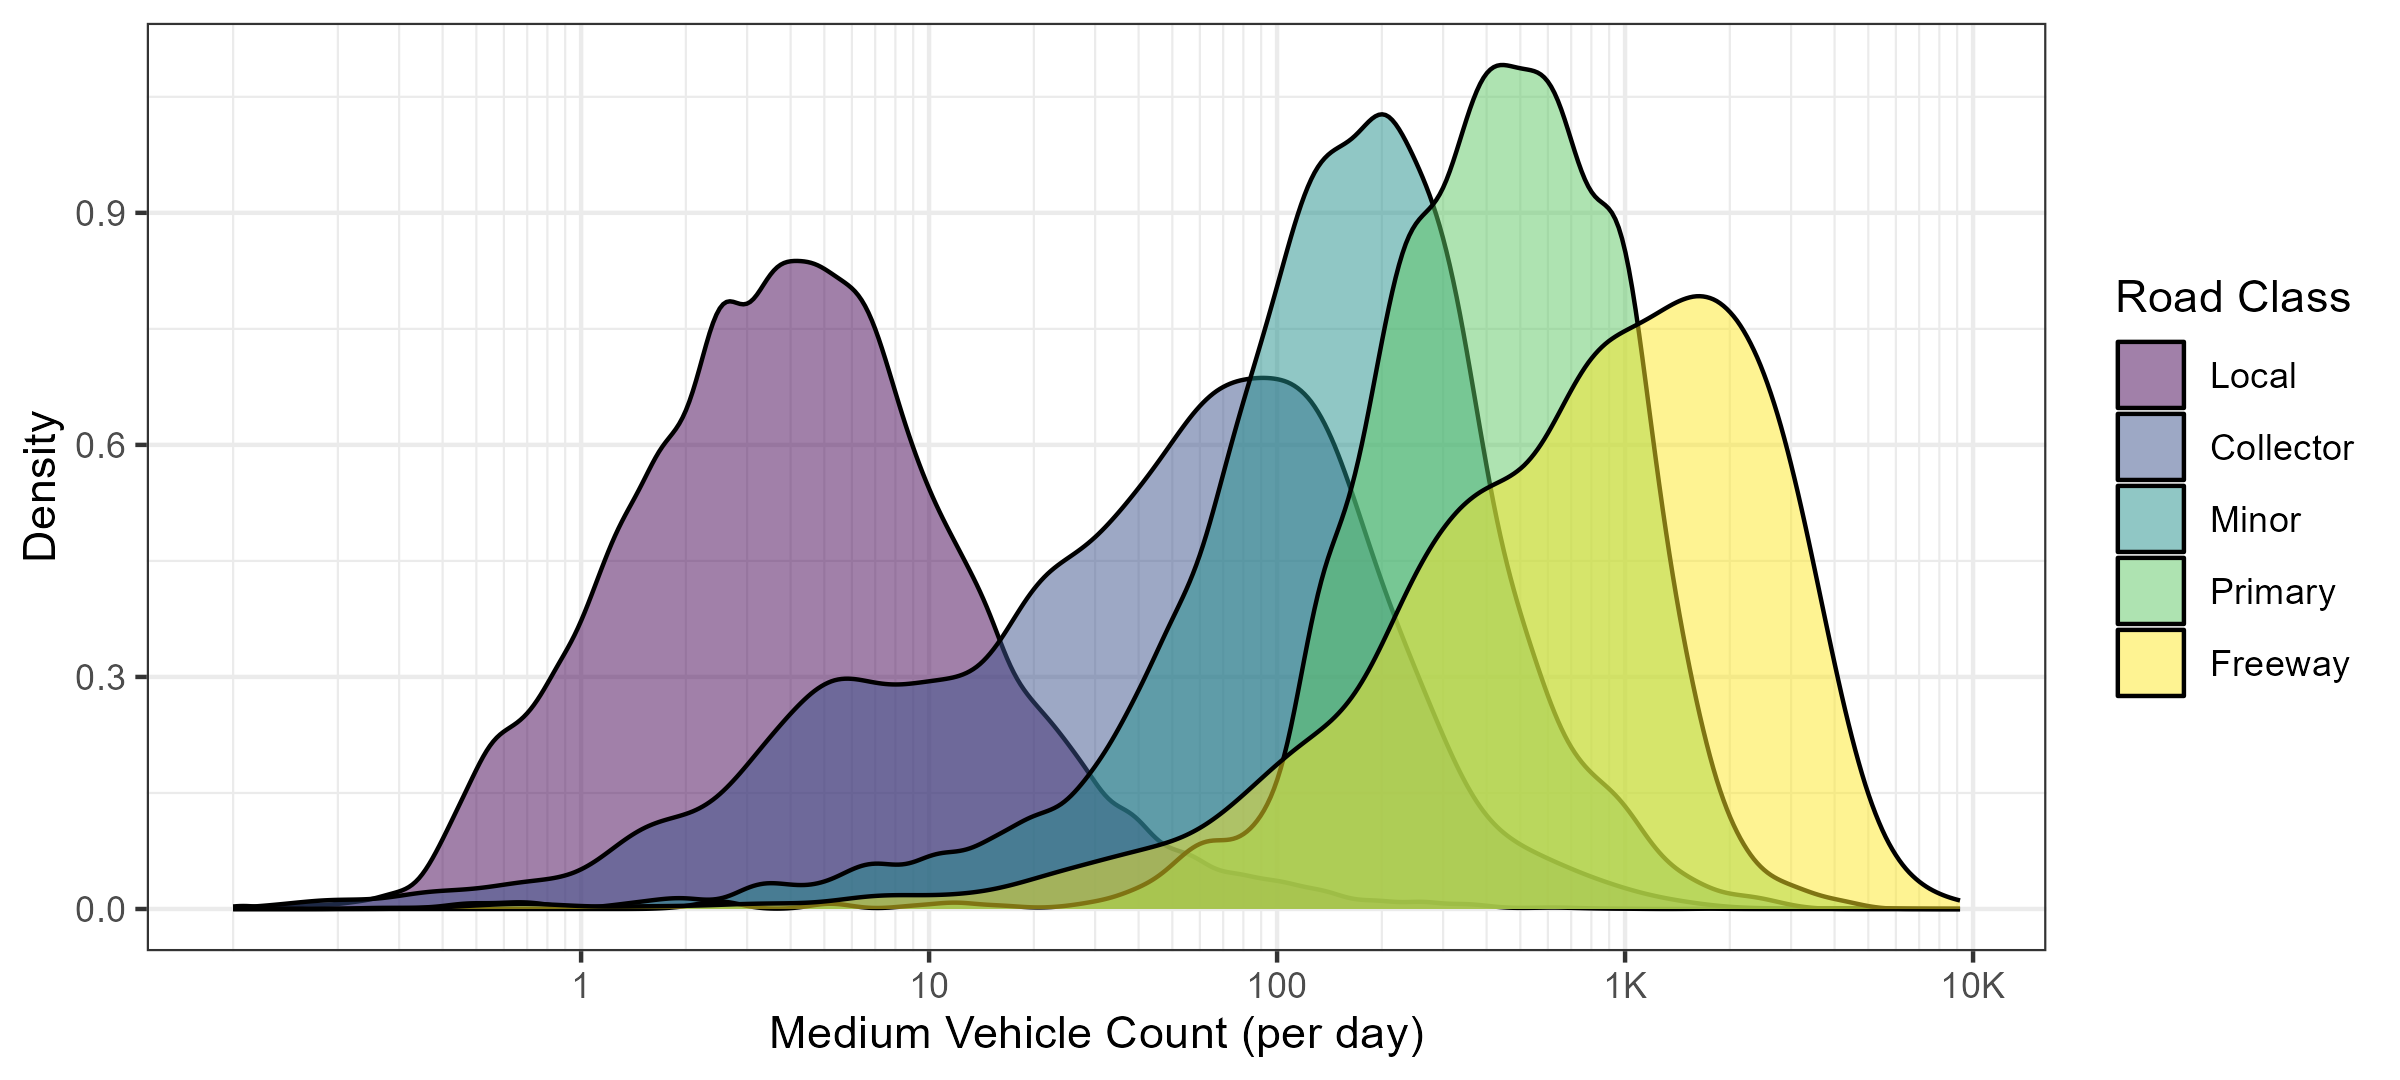 Density
0.9
0.6
0.3
0.0
1
10
100
1K
10K
Medium Vehicle Count (per day)
Road Class
Local
Collector
Minor
Primary
Freeway